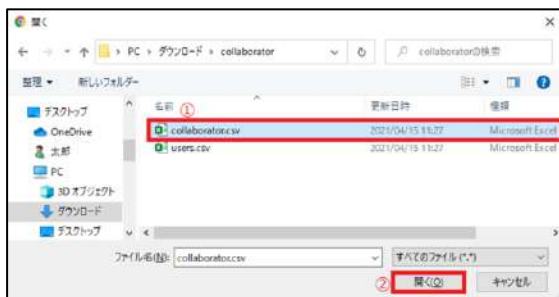 開く
PC > ダウンロード > collaborator
collaboratorの検索
整理 新しいフォルダー
名前 ① 更新日時 種類
collaborator.csv 2021/04/15 11:27 Microsoft Excel
users.csv 2021/04/15 11:27 Microsoft Excel
デスクトップ
OneDrive
太郎
PC
3D オブジェクト
ダウンロード
デスクトップ
ファイル名(N): collaborator.csv すべてのファイル (*.*)
② 開く(O) キャンセル